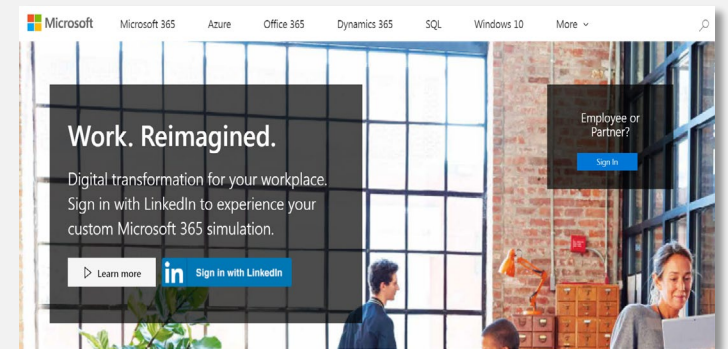 Microsoft
Microsoft 365
Azure
Office 365
Dynamics 365
SQL
Windows 10
More
Work. Reimagined.
Digital transformation for your workplace.
Sign in with LinkedIn to experience your
custom Microsoft 365 simulation.
Learn more
in Sign in with LinkedIn
Employee or
Partner?
Sign In